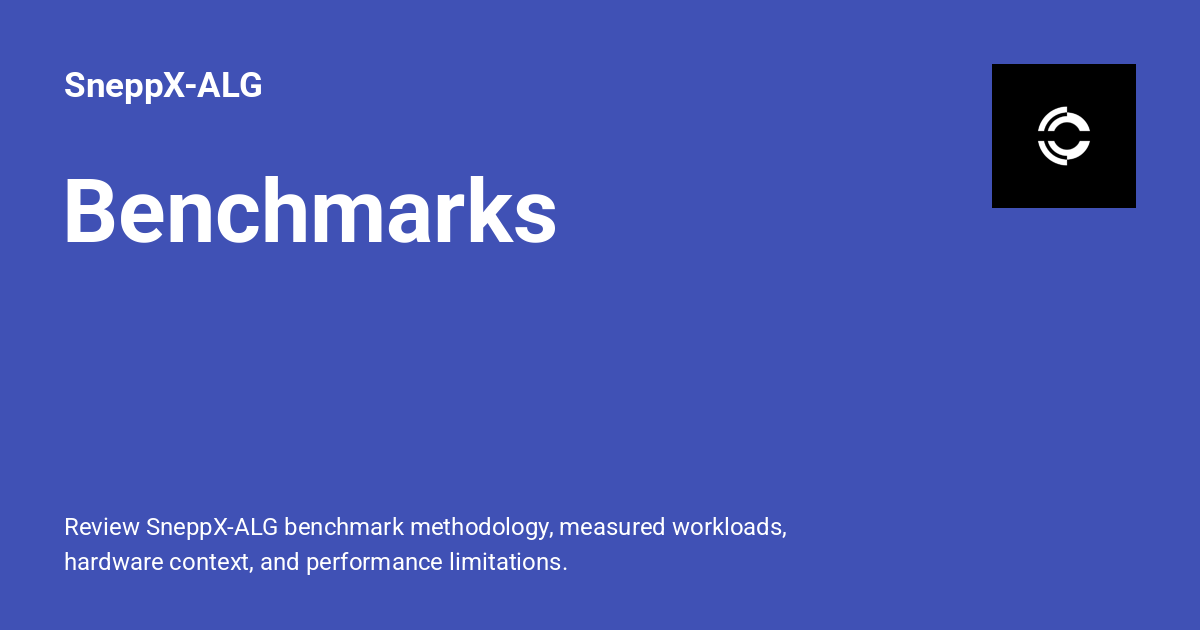 SneppX-ALG
Benchmarks
Review SneppX-ALG benchmark methodology, measured workloads,
hardware context, and performance limitations.